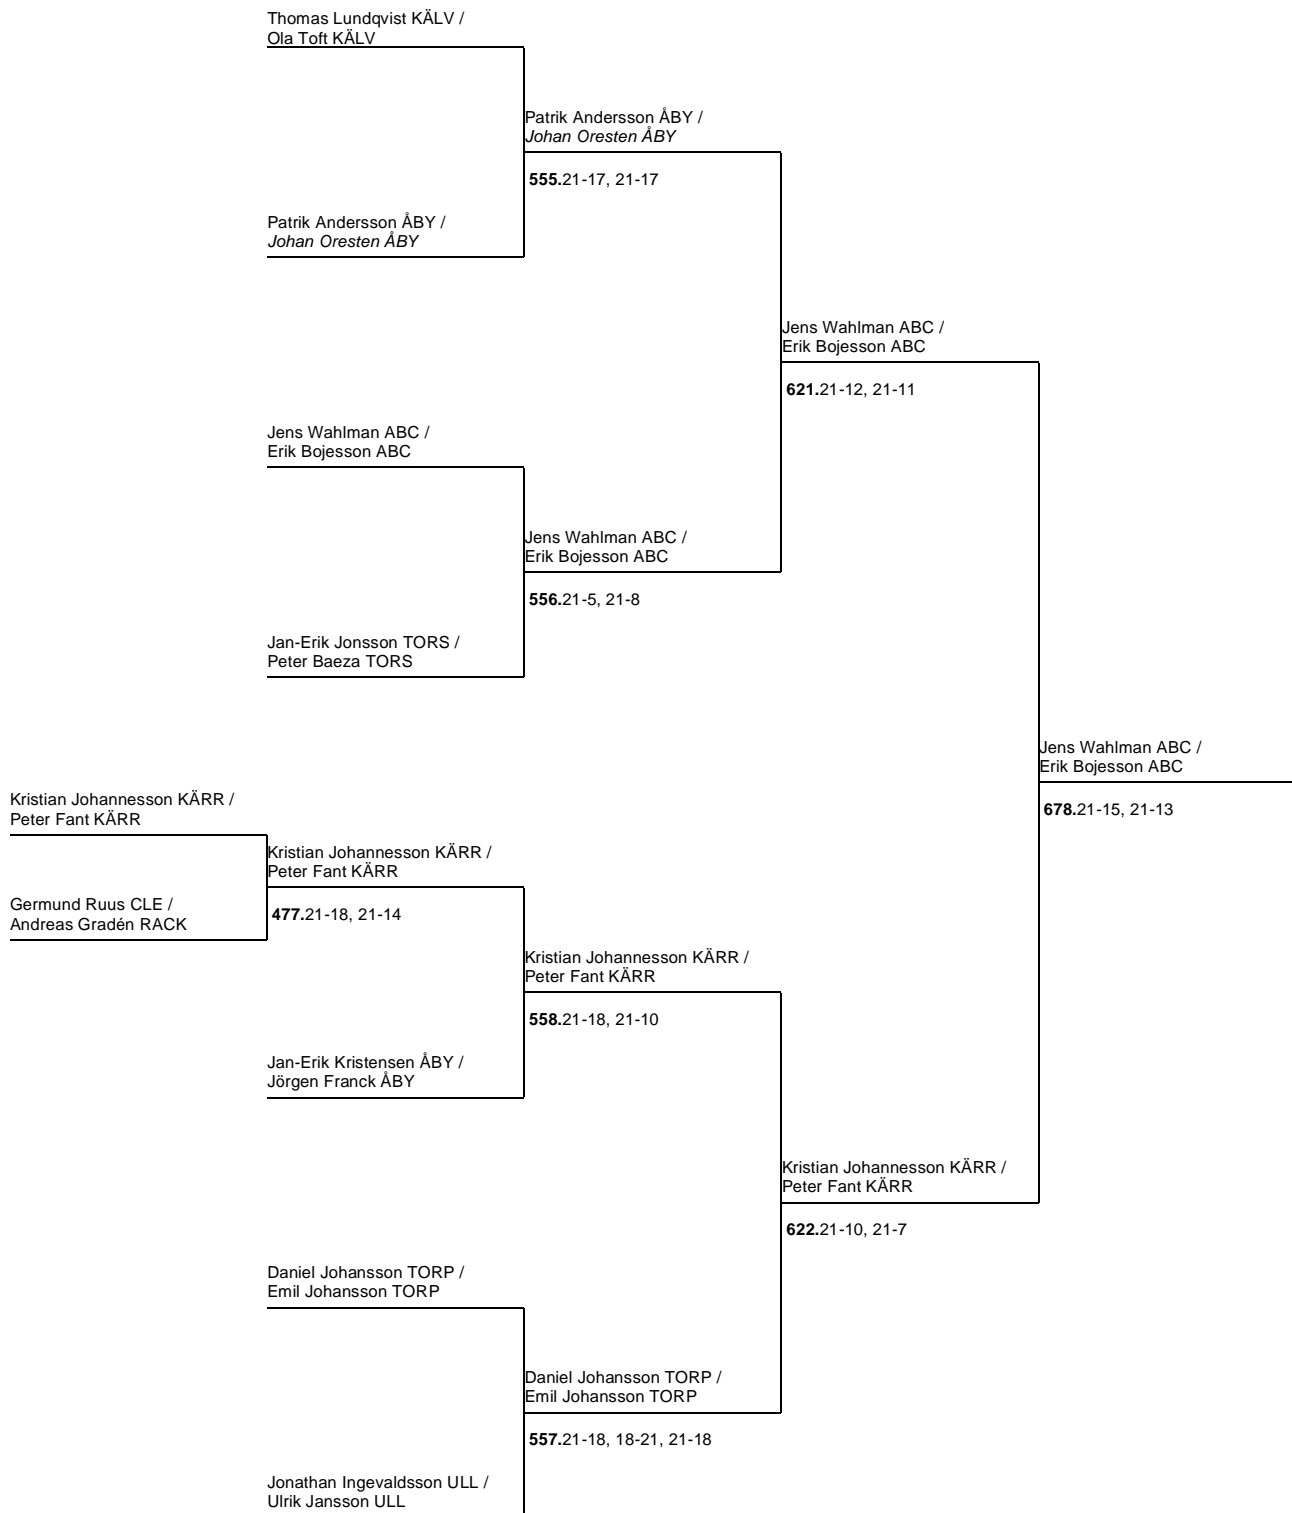 Thomas Lundqvist KÄLV /
Ola Toft KÄLV
Patrik Andersson ÅBY /
Johan Oresten ÅBY
555.21-17, 21-17
Patrik Andersson ÅBY /
Johan Oresten ÅBY
Jens Wahlman ABC /
Erik Bojesson ABC
621.21-12, 21-11
Jens Wahlman ABC /
Erik Bojesson ABC
Jens Wahlman ABC /
Erik Bojesson ABC
556.21-5, 21-8
Jan-Erik Jonsson TORS /
Peter Baeza TORS
Jens Wahlman ABC /
Erik Bojesson ABC
678.21-15, 21-13
Kristian Johannesson KÄRR /
Peter Fant KÄRR
Kristian Johannesson KÄRR /
Peter Fant KÄRR
477.21-18, 21-14
Germund Ruus CLE /
Andreas Gradén RACK
Kristian Johannesson KÄRR /
Peter Fant KÄRR
558.21-18, 21-10
Jan-Erik Kristensen ÅBY /
Jörgen Franck ÅBY
Kristian Johannesson KÄRR /
Peter Fant KÄRR
622.21-10, 21-7
Daniel Johansson TORP /
Emil Johansson TORP
Daniel Johansson TORP /
Emil Johansson TORP
557.21-18, 18-21, 21-18
Jonathan Ingevaldsson ULL /
Ulrik Jansson ULL